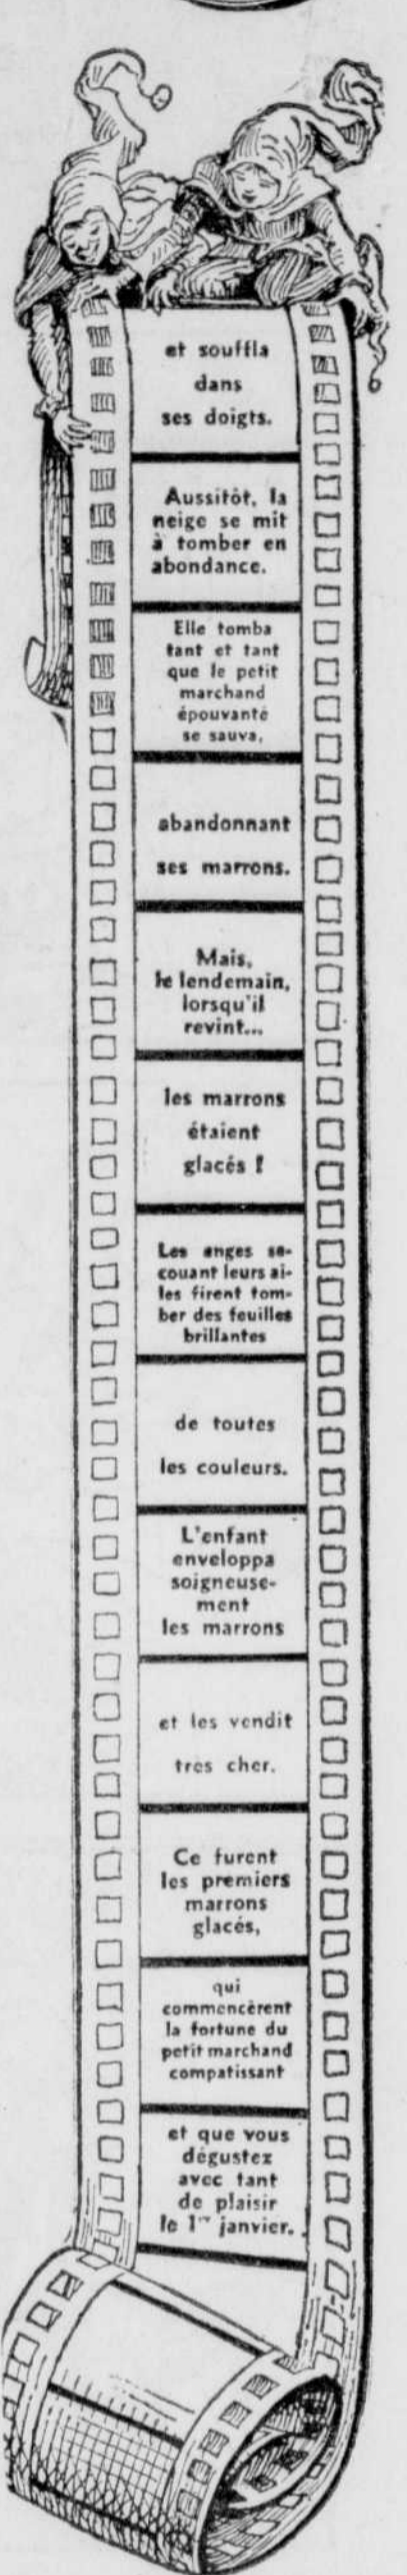 et souffla
dans
ses doigts.
Aussitôt, la
neige se mit
à tomber en
abondance.
Elle tomba
tant et tant
que le petit
marchand
épouvanté
se sauva,
abandonnant
ses marrons.
Mais,
le lendemain,
lorsqu'il
revint...
les marrons
étaient
glacés !
Les anges se-
couant leurs ai-
les firent tom-
ber des feuilles
brillantes
de toutes
les couleurs.
L'enfant
enveloppa
soigneuse-
ment
les marrons
et les vendit
très cher.
Ce furent
les premiers
marrons
glacés,
qui
commencèrent
la fortune du
petit marchand
compatissant
et que vous
dégustez
avec tant
de plaisir
le 1er janvier.